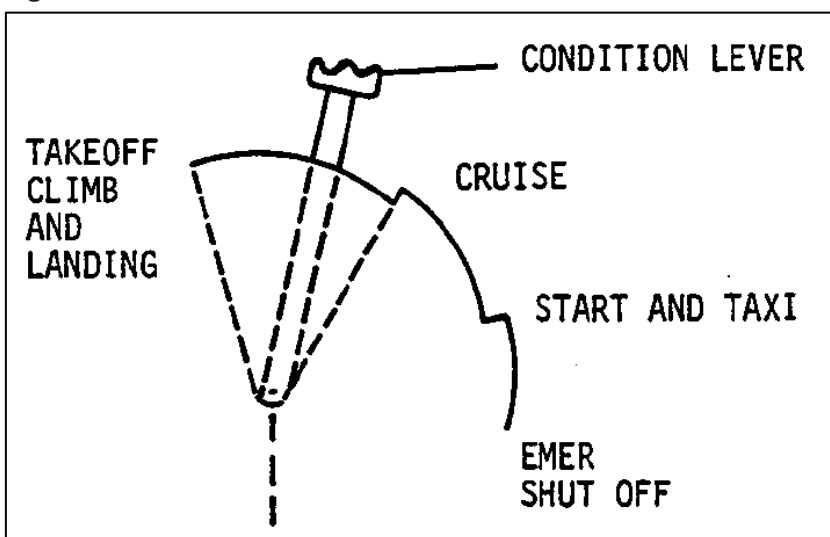 CONDITION LEVER
TAKEOFF
CLIMB
AND
LANDING
CRUISE
START AND TAXI
EMER
SHUT OFF